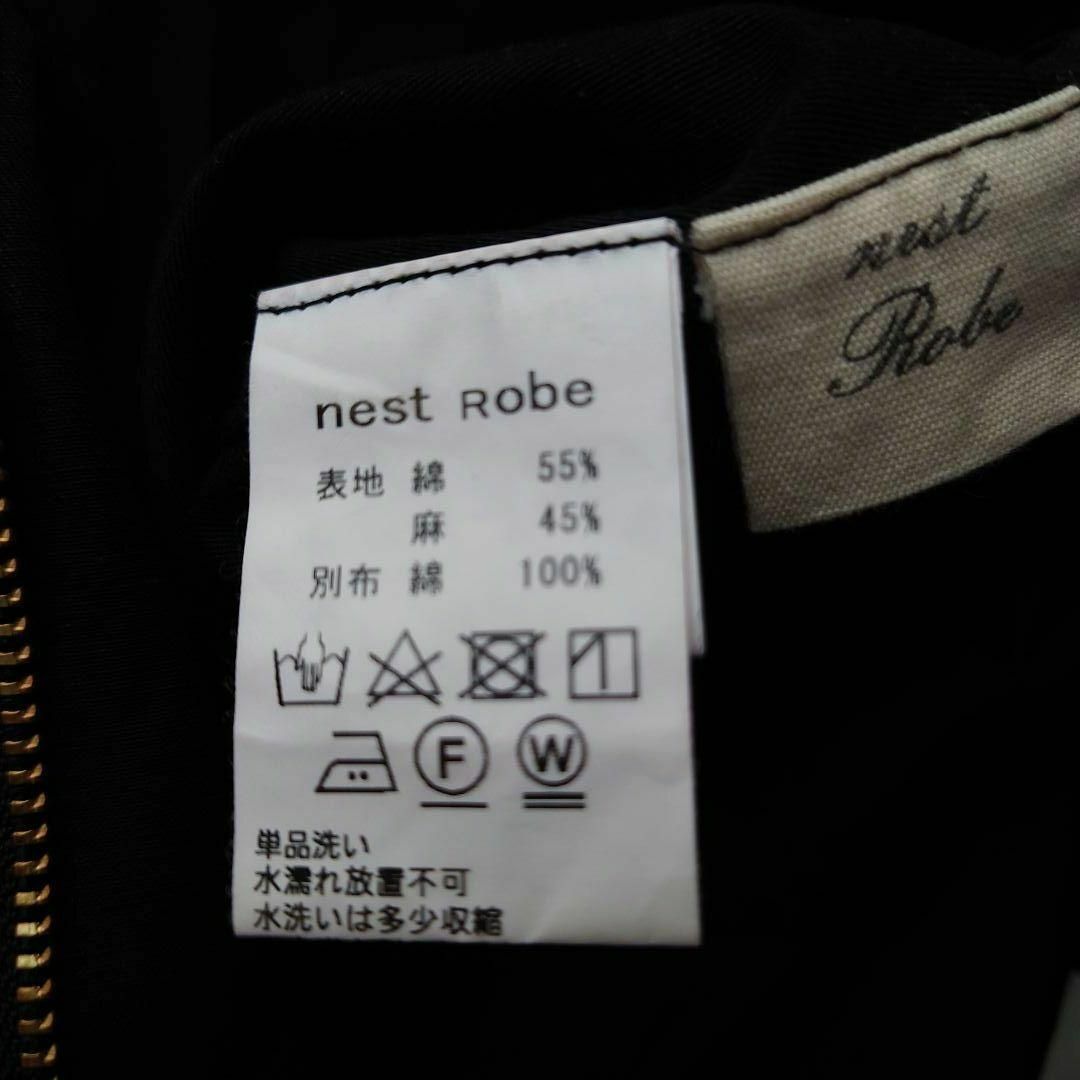 nest Robe
表地 綿 55%
麻 45%
別布 綿 100%
F W
単品洗い
水濡れ放置不可
水洗いは多少収縮
nest
Robe